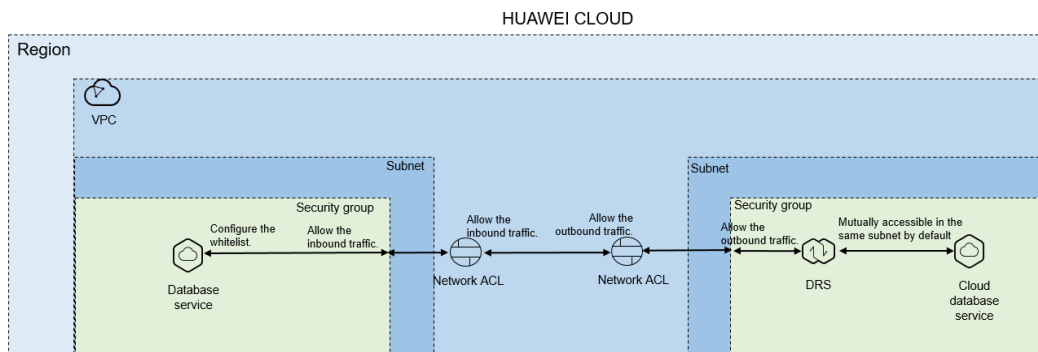 HUAWEI CLOUD
Region
VPC
Subnet
Subnet
Security group
Security group
Configure the
whitelist.
Allow the
inbound traffic.
Allow the
inbound traffic.
Allow the
outbound traffic.
Allow the
outbound traffic.
Mutually accessible in the
same subnet by default
Database
service
Network ACL
Network ACL
DRS
Cloud
database
service